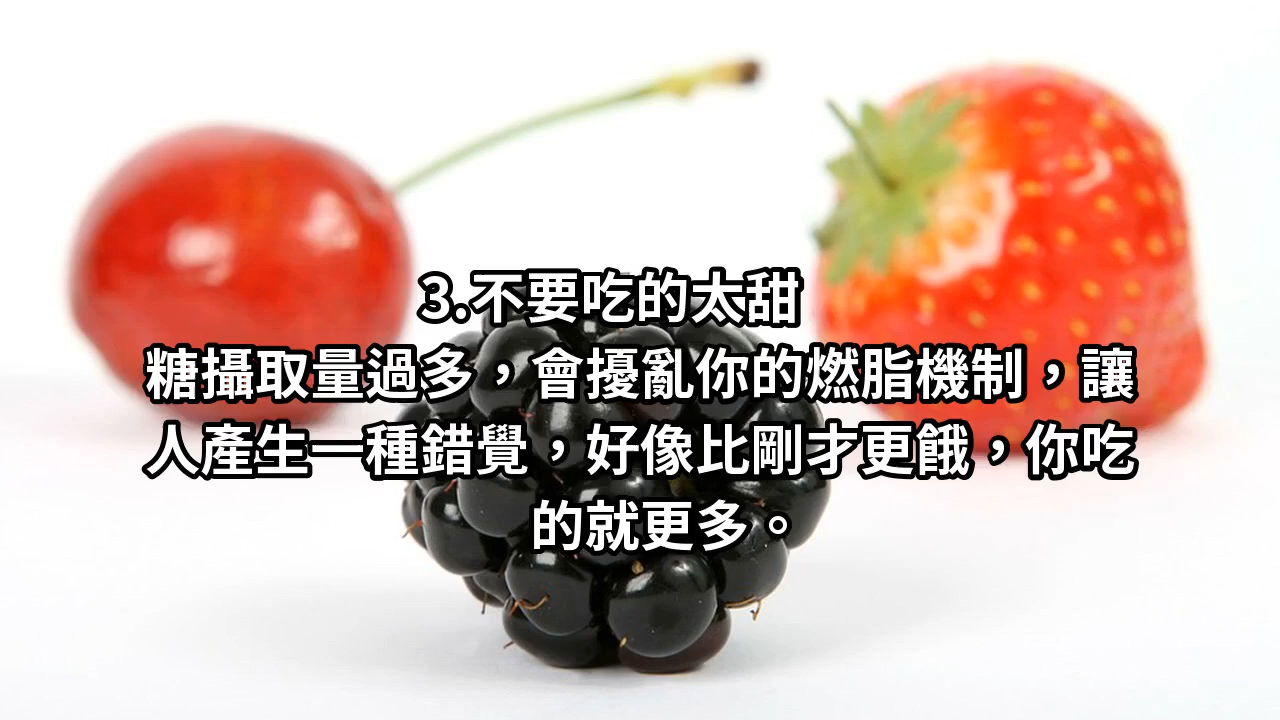 3.不要吃的太甜
糖攝取量過多，會擾亂你的燃脂機制，讓
人產生一種錯覺，好像比剛才更餓，你吃
的就更多。